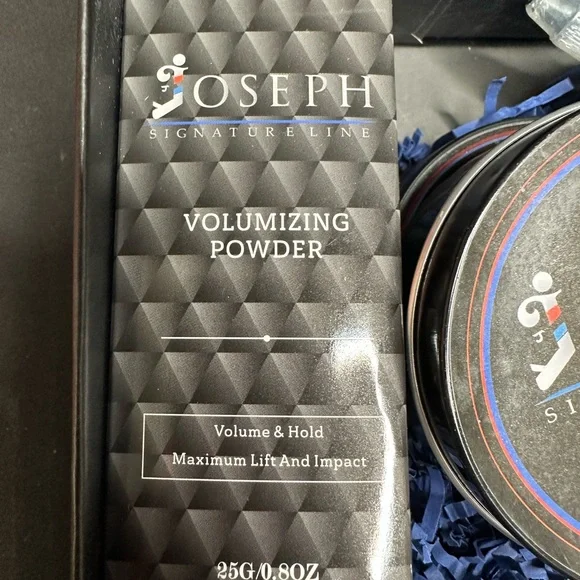 JOSEPH
SIGNATURE LINE
VOLUMIZING
POWDER
Volume & Hold
Maximum Lift And Impact
25G/0.8OZ